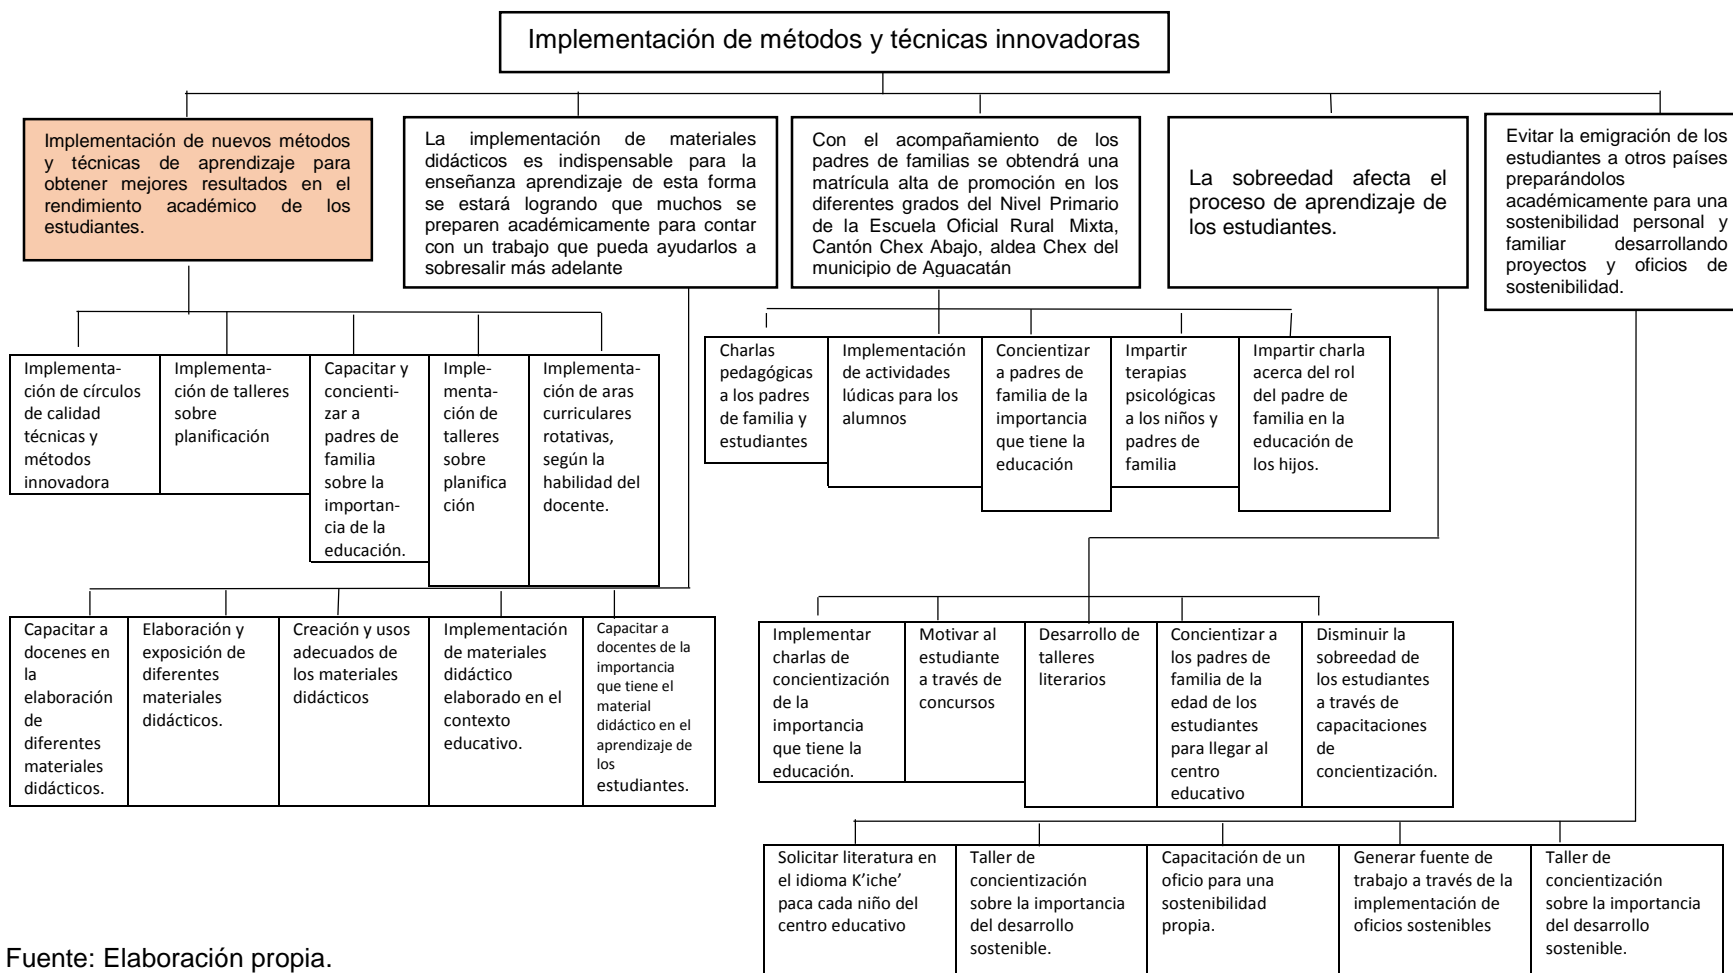 Implementación de métodos y técnicas innovadoras
Implementación de nuevos métodos
y técnicas de aprendizaje para
obtener mejores resultados en el
rendimiento académico de los
estudiantes.
La implementación de materiales
didácticos es indispensable para la
enseñanza aprendizaje de esta forma
se estará logrando que muchos se
preparen académicamente para contar
con un trabajo que pueda ayudarlos a
sobresalir más adelante
Con el acompañamiento de los
padres de familias se obtendrá una
matrícula alta de promoción en los
diferentes grados del Nivel Primario
de la Escuela Oficial Rural Mixta,
Cantón Chex Abajo, aldea Chex del
municipio de Aguacatán
La sobreedad afecta el
proceso de aprendizaje de
los estudiantes.
Evitar la emigración de los
estudiantes a otros países
preparándolos
académicamente para una
sostenibilidad personal y
familiar desarrollando
proyectos y oficios de
sostenibilidad.
Implementa-
ción de círculos
de calidad
técnicas y
métodos
innovadora
Implementa-
ción de talleres
sobre
planificación
Capacitar y
concienti-
zar a
padres de
familia
sobre la
importan-
cia de la
educación.
Imple-
mentación
de talleres
sobre
planifica
ción
Implementa-
ción de aras
curriculares
rotativas,
según la
habilidad del
docente.
Charlas
pedagógicas
a los padres
de familia y
estudiantes
Implementación
de actividades
lúdicas para los
alumnos
Concientizar
a padres de
familia de la
importancia
que tiene la
educación
Impartir
terapias
psicológicas
a los niños y
padres de
familia
Impartir charla
acerca del rol
del padre de
familia en la
educación de
los hijos.
Capacitar a
docenes en
la
elaboración
de
diferentes
materiales
didácticos.
Elaboración y
exposición de
diferentes
materiales
didácticos.
Creación y usos
adecuados de
los materiales
didácticos
Implementación
de materiales
didáctico
elaborado en el
contexto
educativo.
Capacitar a
docentes de la
importancia
que tiene el
material
didáctico en el
aprendizaje de
los
estudiantes.
Implementar
charlas de
concientización
de la
importancia
que tiene la
educación.
Motivar al
estudiante
a través de
concursos
Desarrollo de
talleres
literarios
Concientizar a
los padres de
familia de la
edad de los
estudiantes
para llegar al
centro
educativo
Disminuir la
sobreedad de
los estudiantes
a través de
capacitaciones
de
concientización.
Solicitar literatura en
el idioma K’iche’
paca cada niño del
centro educativo
Taller de
concientización
sobre la importancia
del desarrollo
sostenible.
Capacitación de un
oficio para una
sostenibilidad
propia.
Generar fuente de
trabajo a través de la
implementación de
oficios sostenibles
Taller de
concientización
sobre la importancia
del desarrollo
sostenible.
Fuente: Elaboración propia.